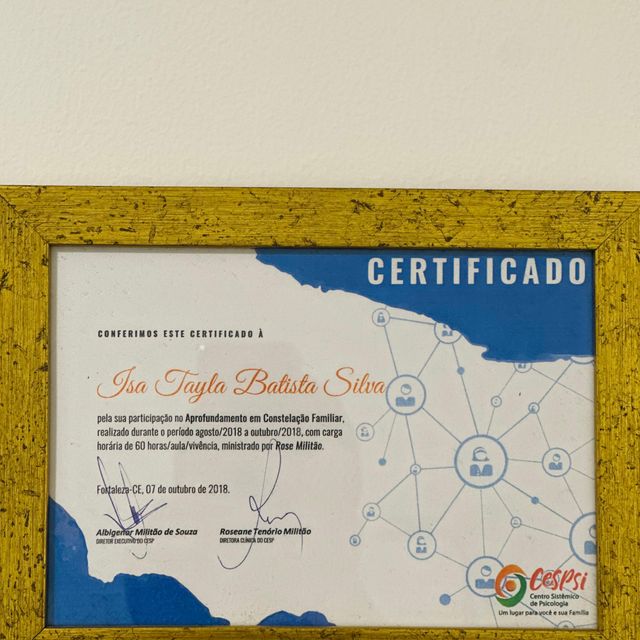 CERTIFICADO
CONFERIMOS ESTE CERTIFICADO À
Isa Tayla Batista Silva
pela sua participação no Aprofundamento em Constelação Familiar,
realizado durante o período agosto/2018 a outubro/2018, com carga
horária de 60 horas/aula/vivência, ministrado por Rose Militão.
Fortaleza-CE, 07 de outubro de 2018.
Albigenor Militão de Souza
DIRETOR EXECUTIVO DO CESP
Roseane Tenório Militão
DIRETORA CLÍNICA DO CESP
CESPSi
Centro Sistêmico
de Psicologia
Um lugar para você e sua Família